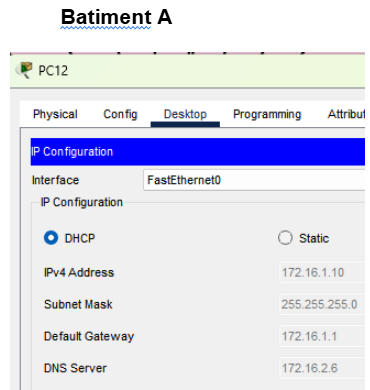 Batiment A
PC12
Physical Config Desktop Programming Attribut
IP Configuration
Interface FastEthernet0
IP Configuration
DHCP Static
IPv4 Address 172.16.1.10
Subnet Mask 255.255.255.0
Default Gateway 172.16.1.1
DNS Server 172.16.2.6